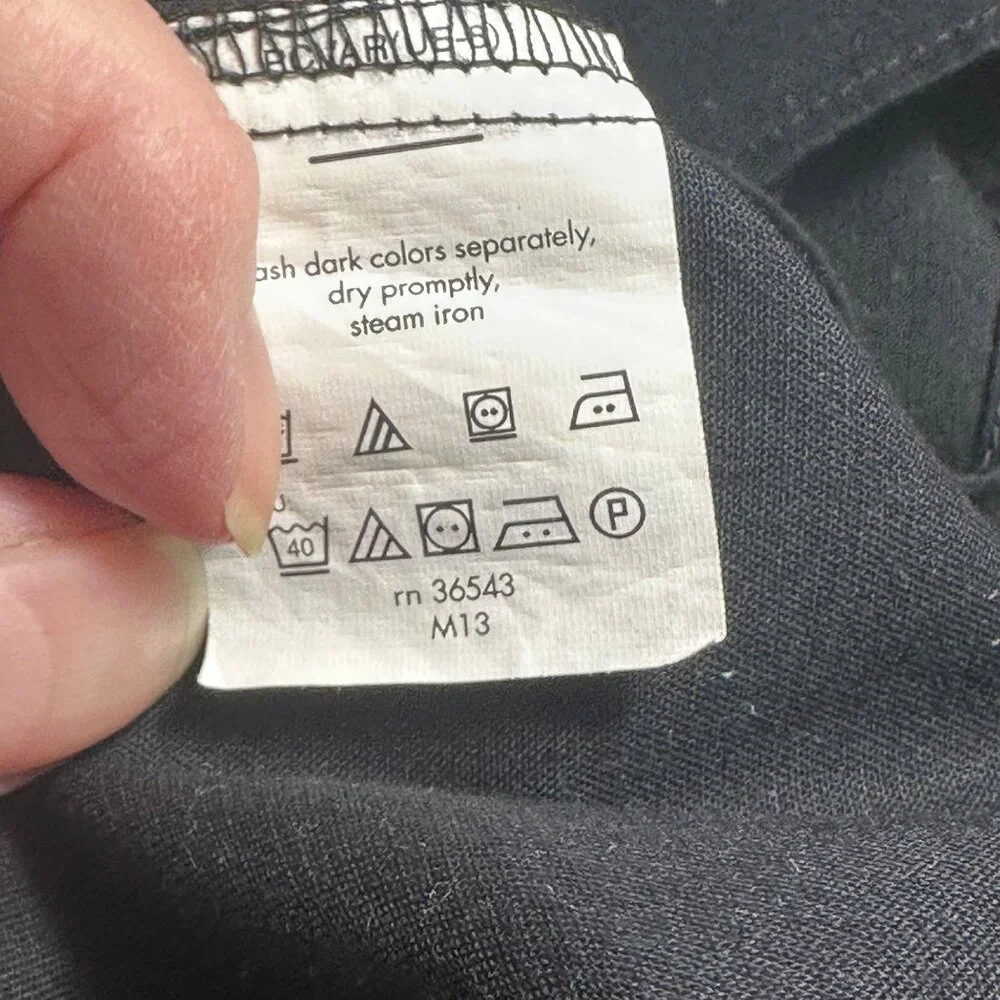 ash dark colors separately,
dry promptly,
steam iron
U
40
P
rn 36543
M13